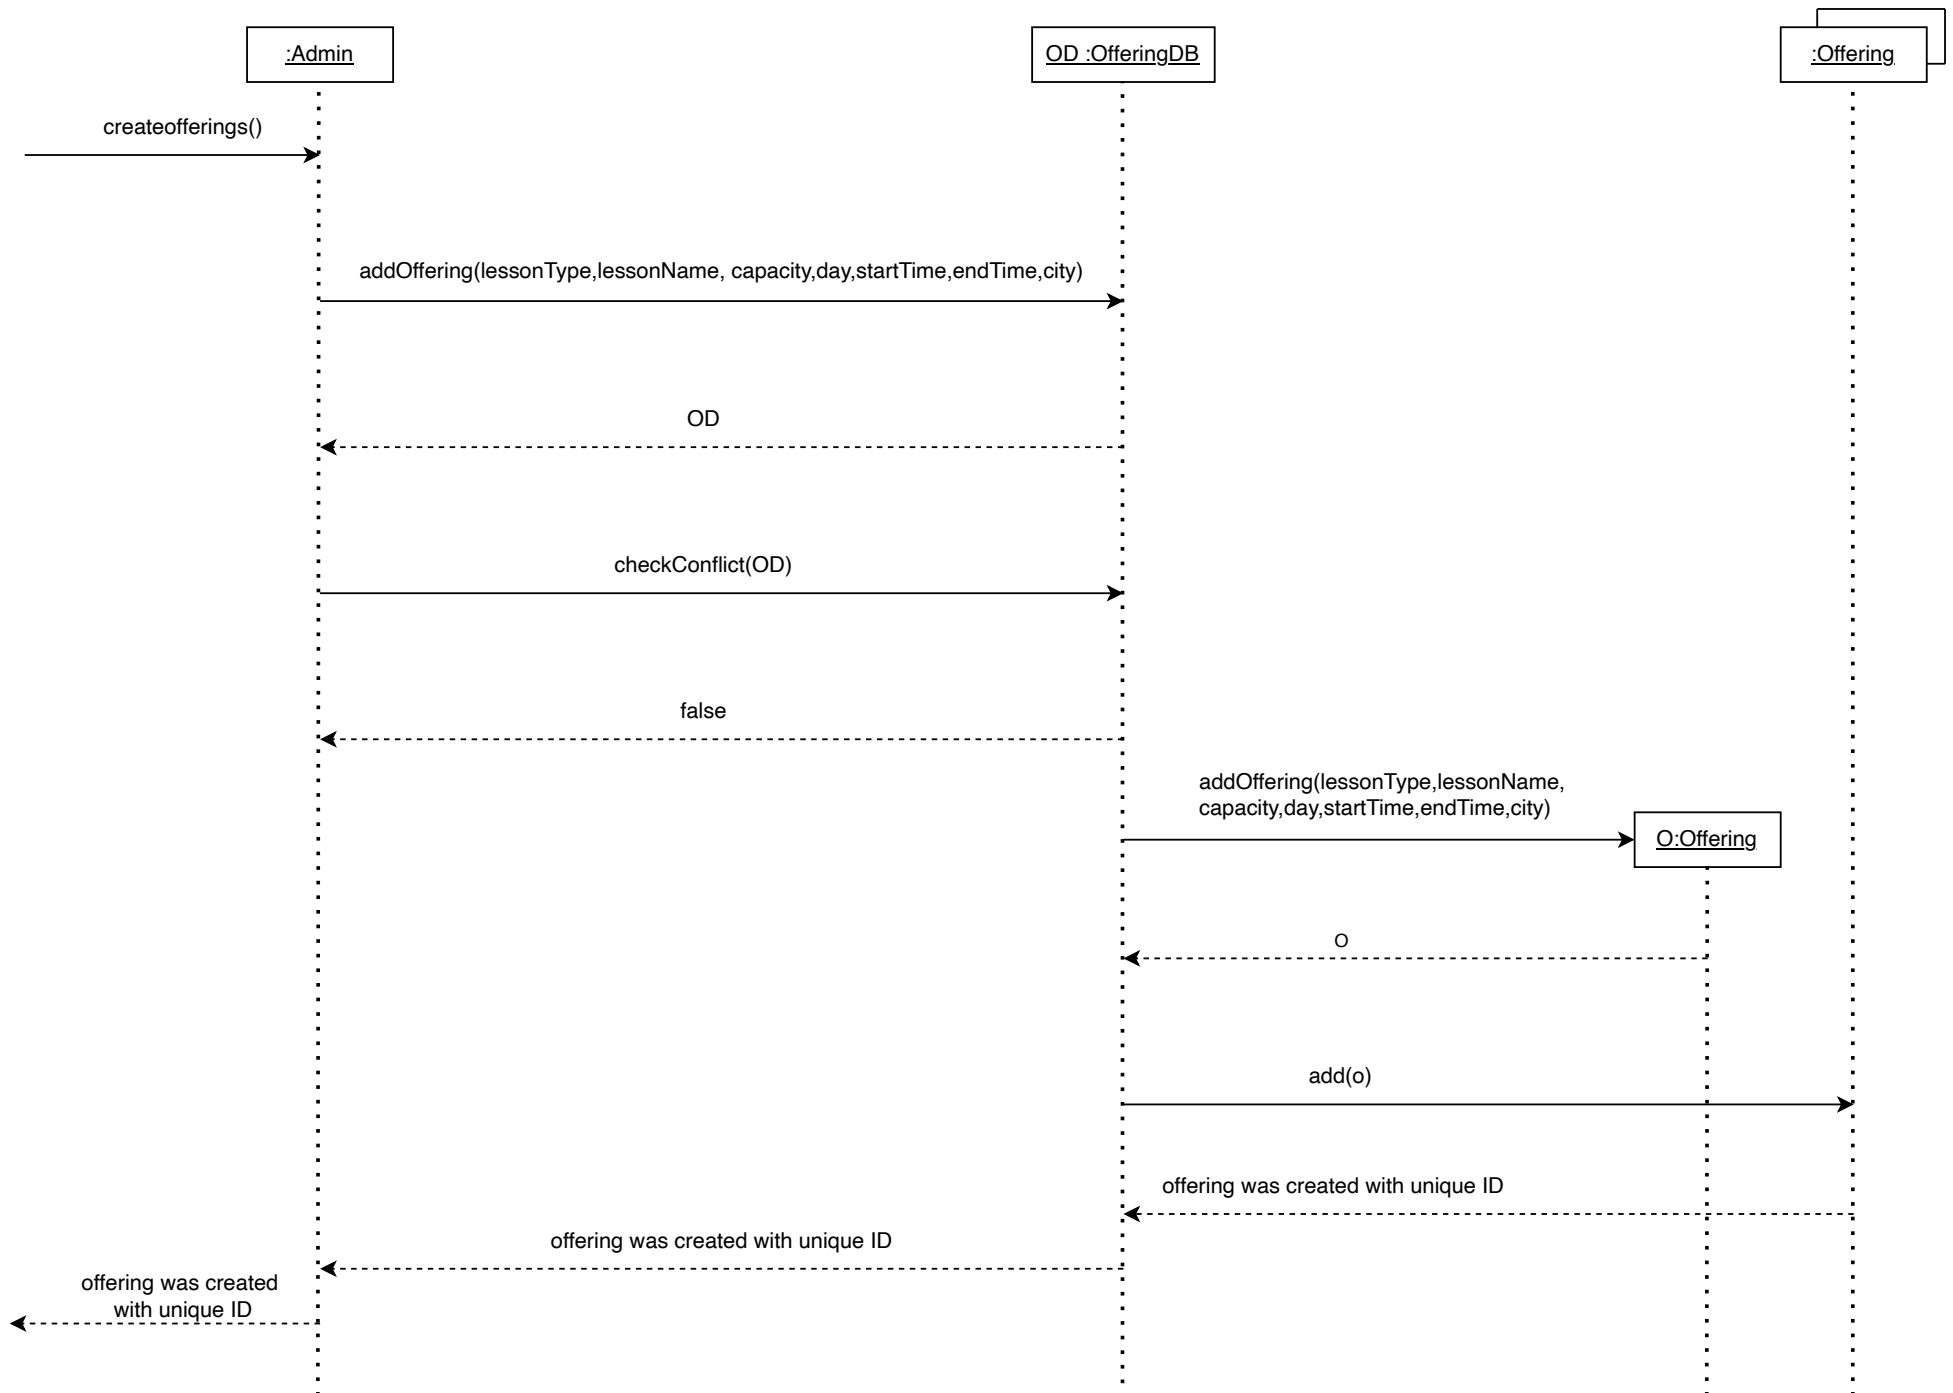 :Admin
OD :OfferingDB
:Offering
createofferings()
addOffering(lessonType,lessonName, capacity,day,startTime,endTime,city)
OD
checkConflict(OD)
false
addOffering(lessonType,lessonName,
capacity,day,startTime,endTime,city)
O:Offering
O
add(o)
offering was created with unique ID
offering was created with unique ID
offering was created
with unique ID